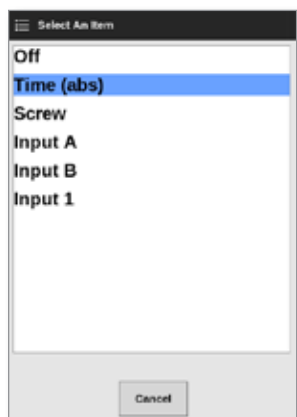 Select An Item
Off
Time (abs)
Screw
Input A
Input B
Input 1
Cancel